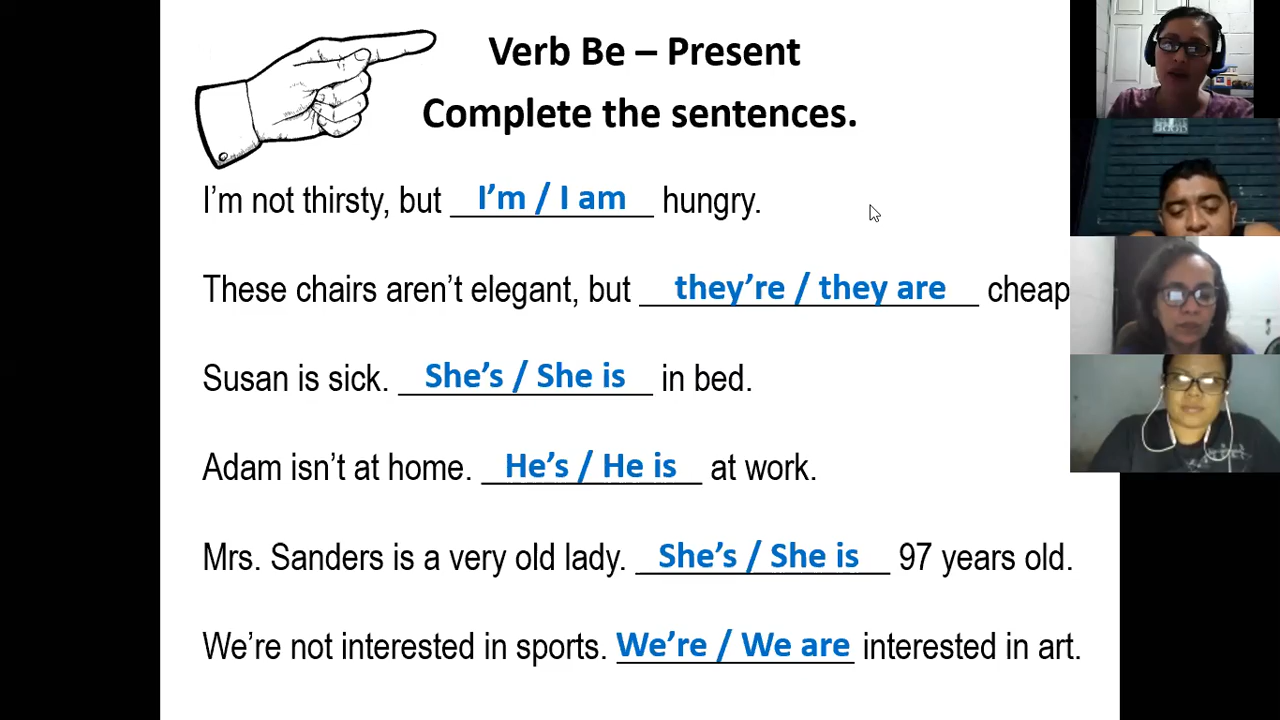 Verb Be – Present
Complete the sentences.
I’m not thirsty, but I’m / I am hungry.
These chairs aren’t elegant, but they’re / they are cheap
Susan is sick. She’s / She is in bed.
Adam isn’t at home. He’s / He is at work.
Mrs. Sanders is a very old lady. She’s / She is 97 years old.
We’re not interested in sports. We’re / We are interested in art.